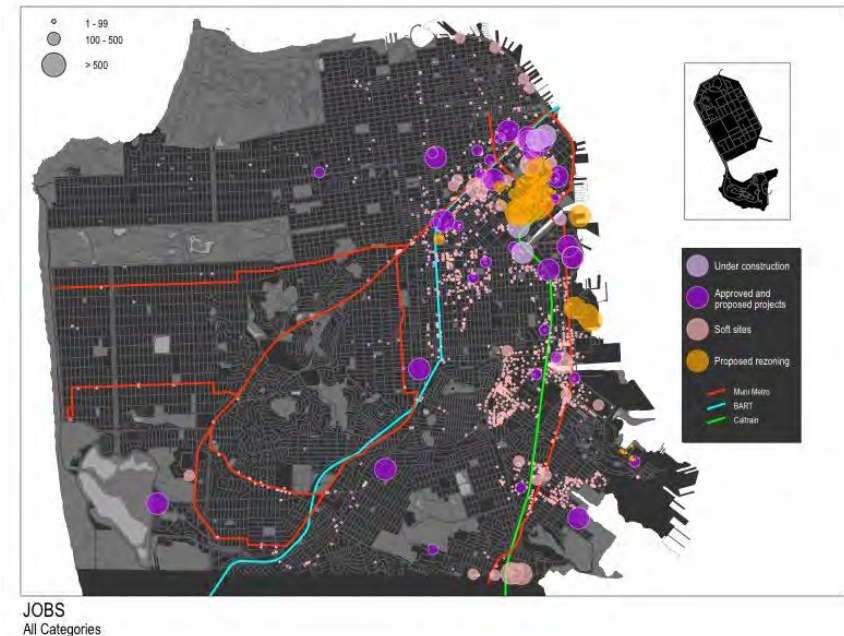 1 - 99
100 - 500
> 500
Under construction
Approved and
proposed projects
Soft sites
Proposed rezoning
Muni Metro
BART
Caltrain
JOBS
All Categories